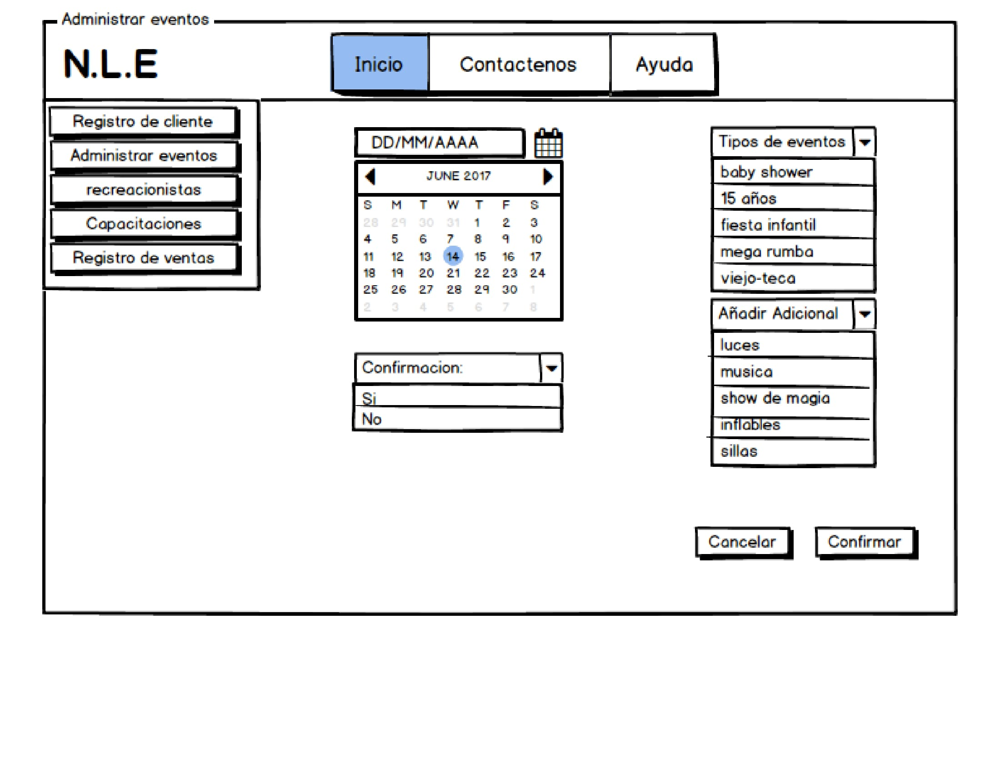 Administrar eventos
N.L.E
Inicio Contactenos Ayuda
Registro de cliente
Administrar eventos
recreacionistas
Capacitaciones
Registro de ventas
DD/MM/AAAA
JUNE 2017
S M T W T F S
28 29 30 31 1 2 3
4 5 6 7 8 9 10
11 12 13 14 15 16 17
18 19 20 21 22 23 24
25 26 27 28 29 30 1
2 3 4 5 6 7 8
Confirmacion:
Si
No
Tipos de eventos
baby shower
15 años
fiesta infantil
mega rumba
viejo-teca
Añadir Adicional
luces
musica
show de magia
inflables
sillas
Cancelar Confirmar